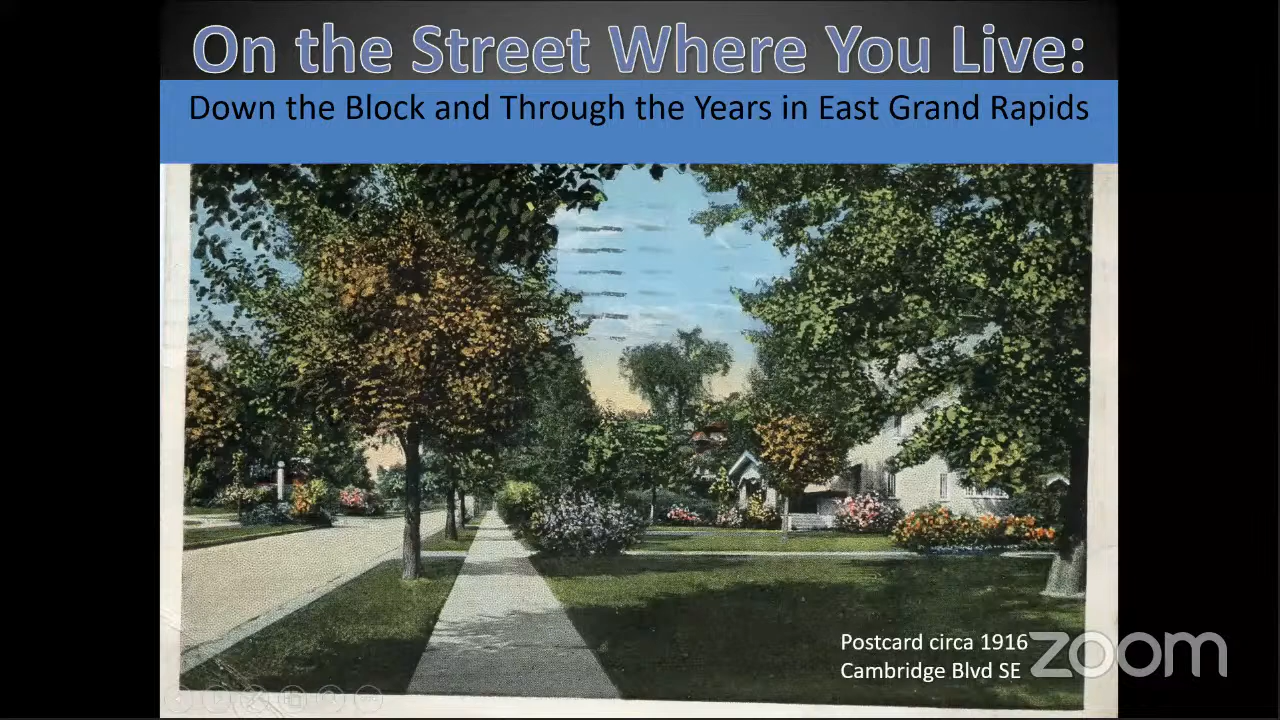 On the Street Where You Live:
Down the Block and Through the Years in East Grand Rapids
Postcard circa 1916
Cambridge Blvd SE
zoom